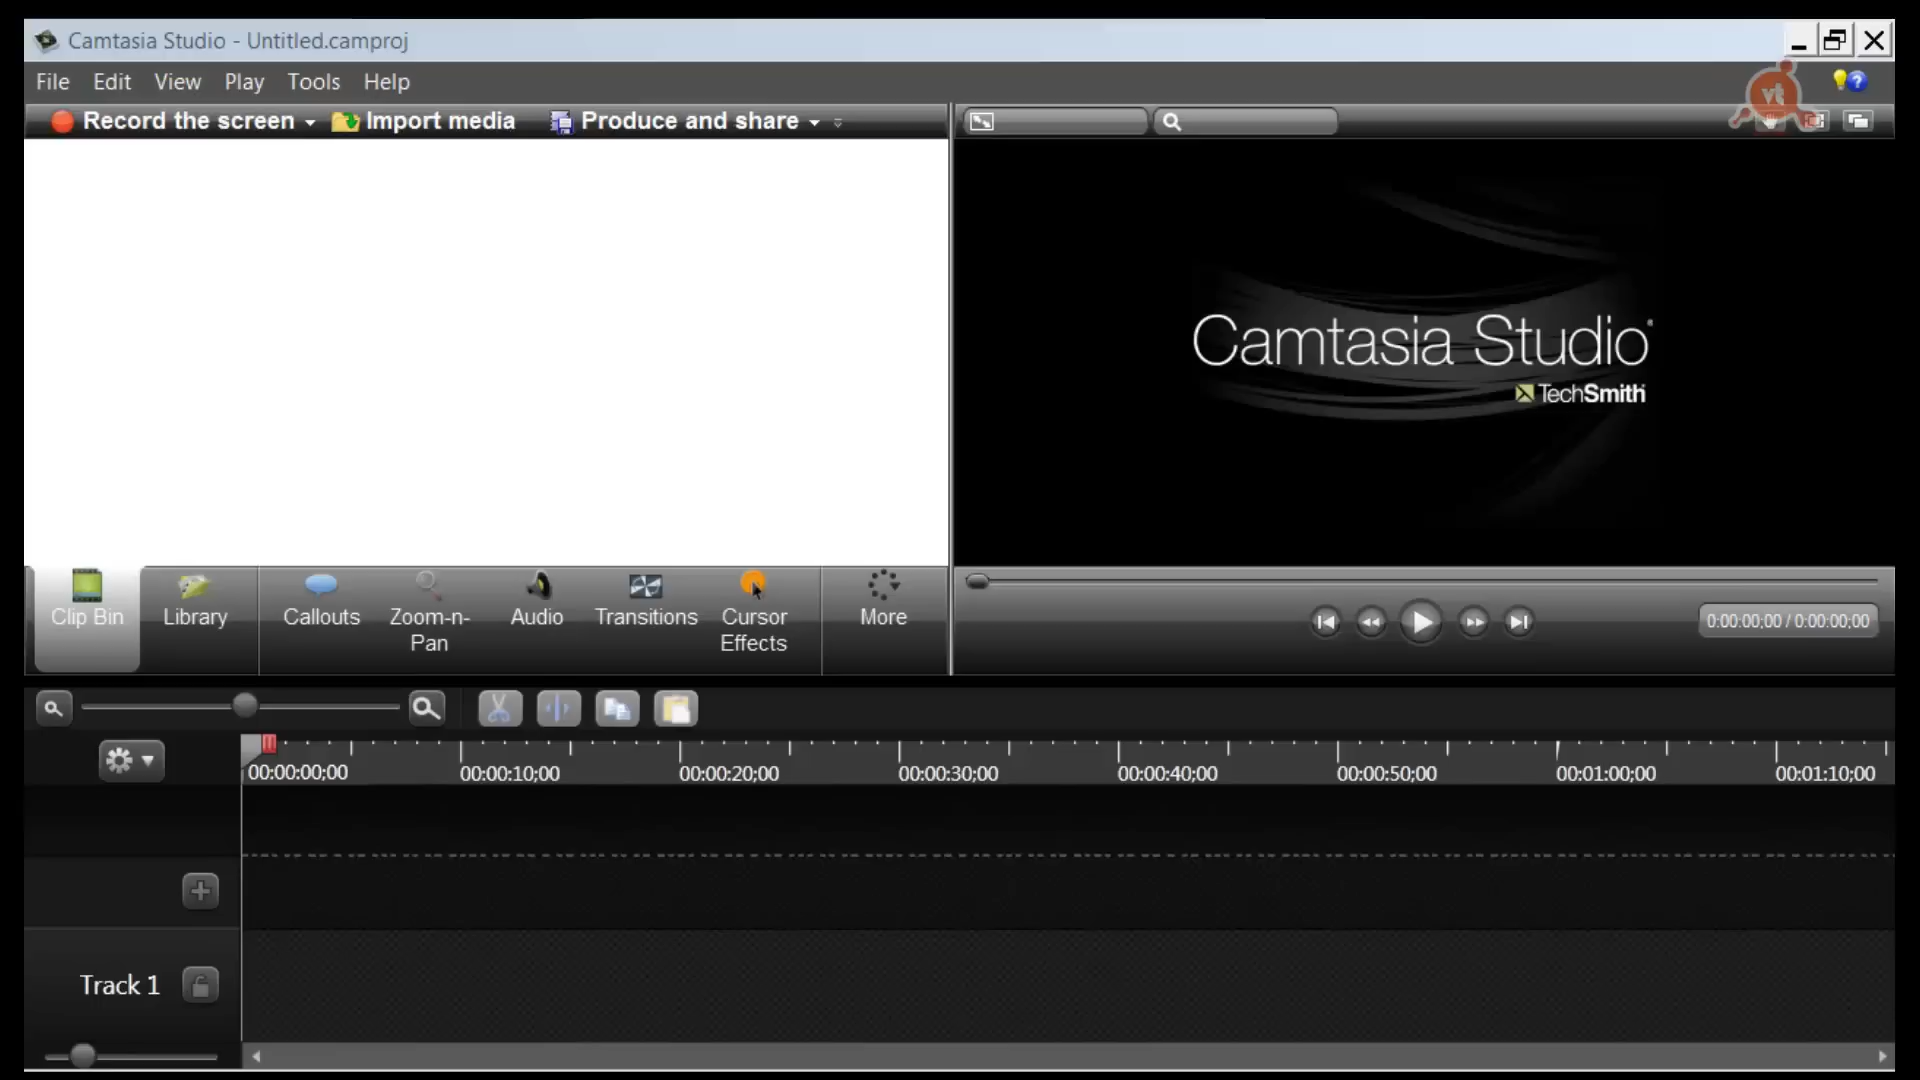 Camtasia Studio - Untitled.camproj
File Edit View Play Tools Help
vt
Record the screen Import media Produce and share
Camtasia Studio
TechSmith
Clip Bin Library Callouts Zoom-n-Pan Audio Transitions Cursor Effects More
0:00:00;00 / 0:00:00;00
00:00:00;00 00:00:10;00 00:00:20;00 00:00:30;00 00:00:40;00 00:00:50;00 00:01:00;00 00:01:10;00
Track 1